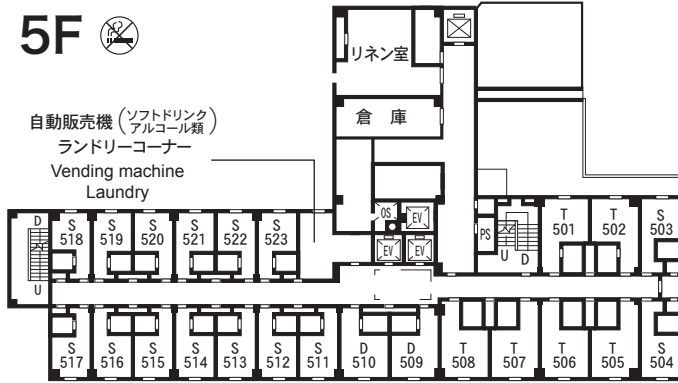 5F
リネン室
倉 庫
自動販売機(ソフトドリンク
アルコール類)
ランドリーコーナー
Vending machine
Laundry
OS
EV
EV
EV
PS
U
D
D
U
S
518
S
519
S
520
S
521
S
522
S
523
T
501
T
502
S
503
S
517
S
516
S
515
S
514
S
513
S
512
S
511
D
510
D
509
T
508
T
507
T
506
T
505
S
504